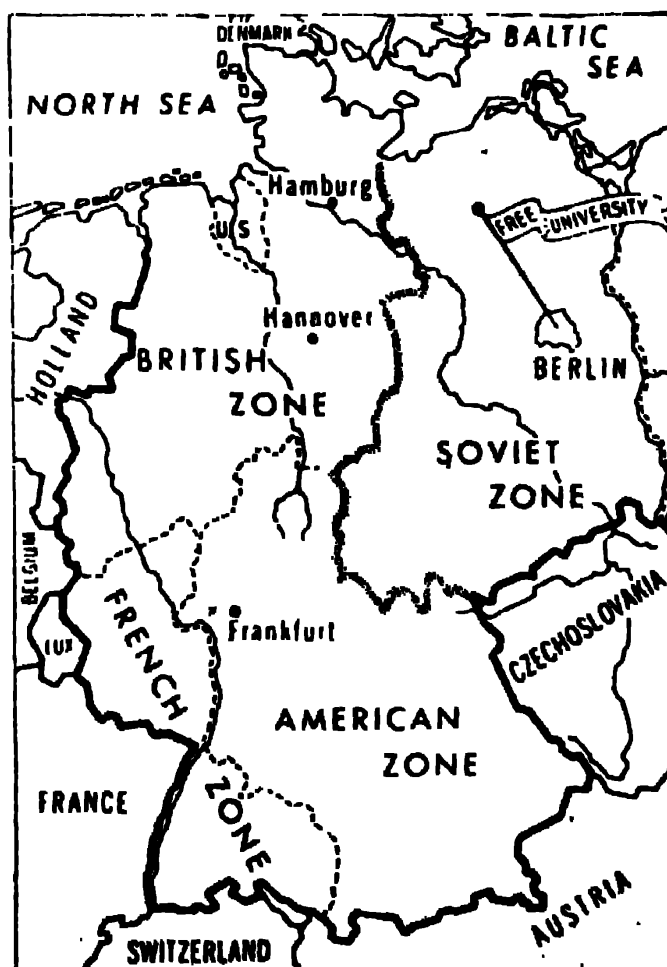 DENMARK
BALTIC
SEA
NORTH SEA
Hamburg
FREE UNIVERSITY
U S
HOLLAND
Hannover
BRITISH
ZONE
BERLIN
SOVIET
ZONE
BELGIUM
FRENCH
ZONE
Frankfurt
LUX
CZECHOSLOVAKIA
AMERICAN
ZONE
FRANCE
AUSTRIA
SWITZERLAND